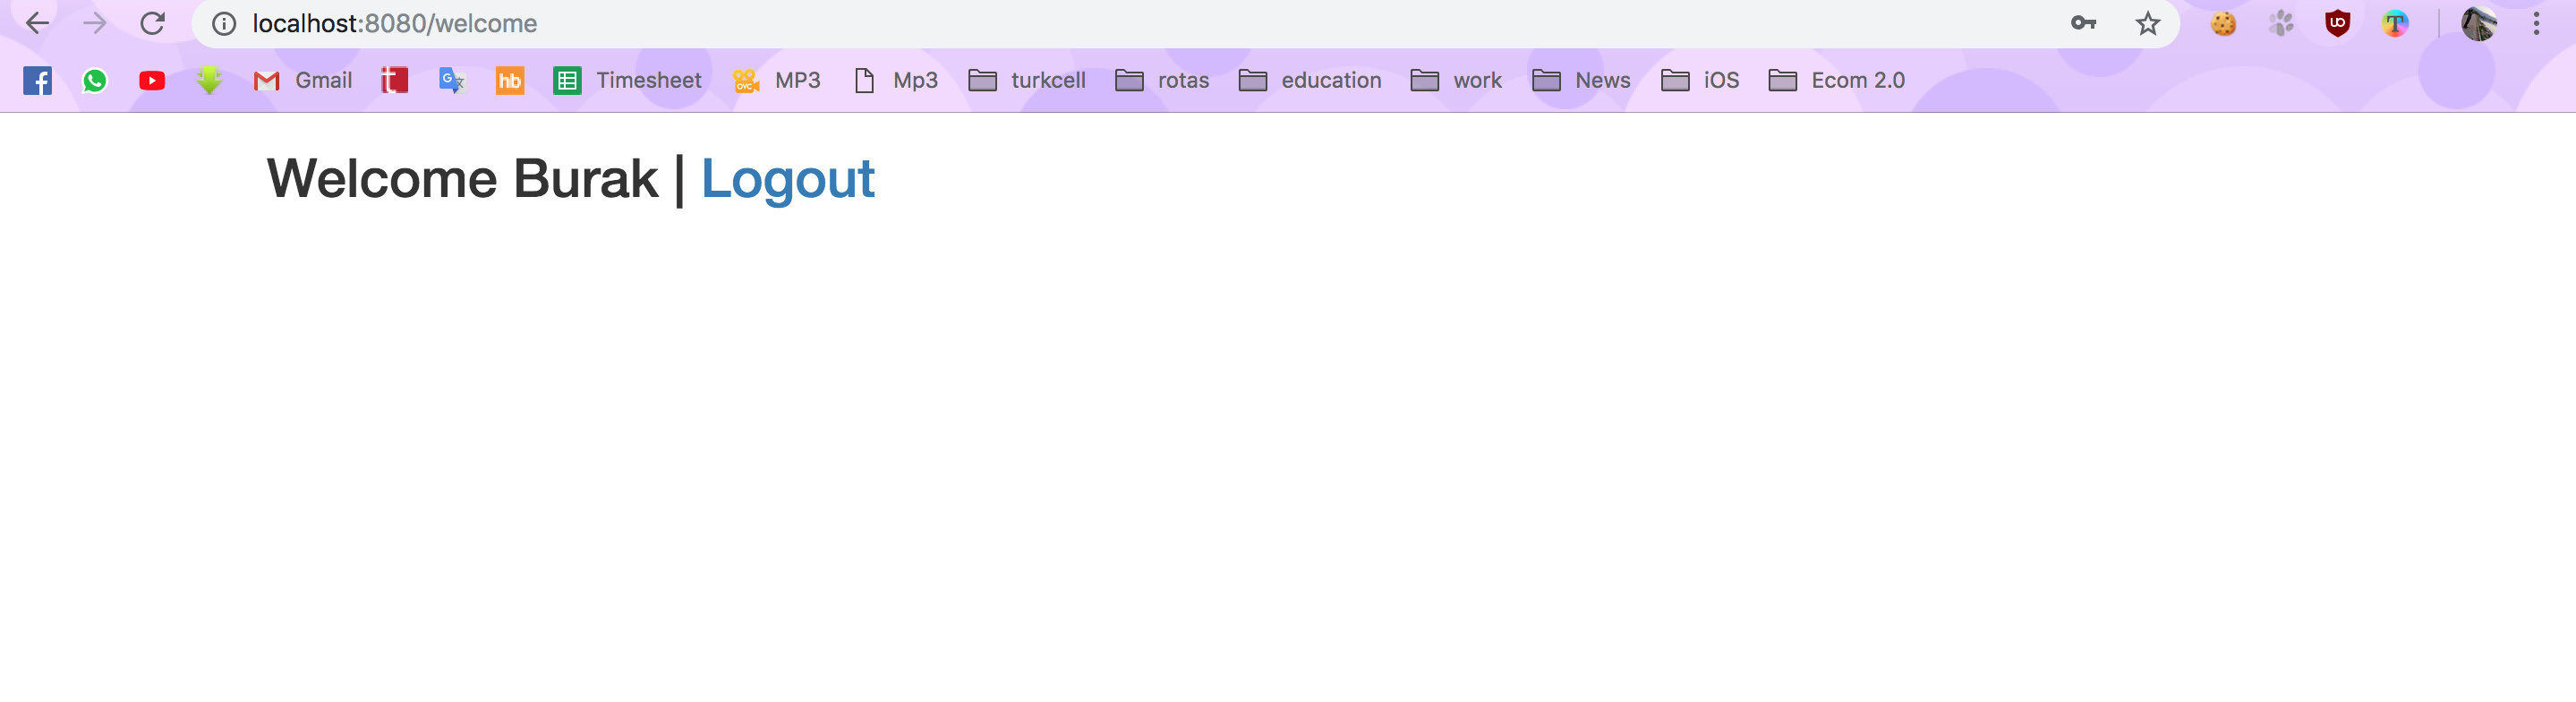 localhost:8080/welcome
Gmail hb Timesheet MP3 Mp3 turkcell rotas education work News iOS Ecom 2.0
Welcome Burak | Logout